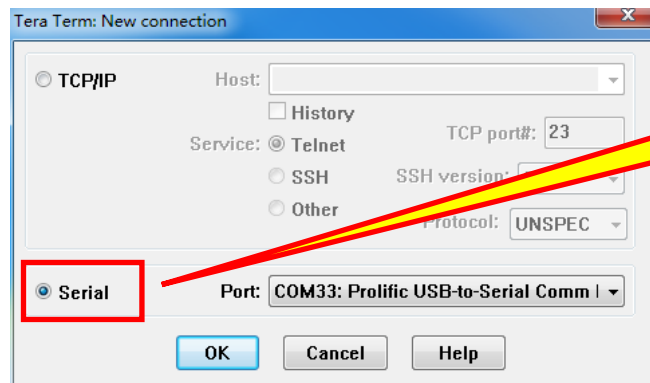 Tera Term: New connection
TCP/IP
Host:
History
Service:
Telnet
TCP port#: 23
SSH
SSH version:
Other
Protocol: UNSPEC
Serial
Port: COM33: Prolific USB-to-Serial Comm
OK
Cancel
Help